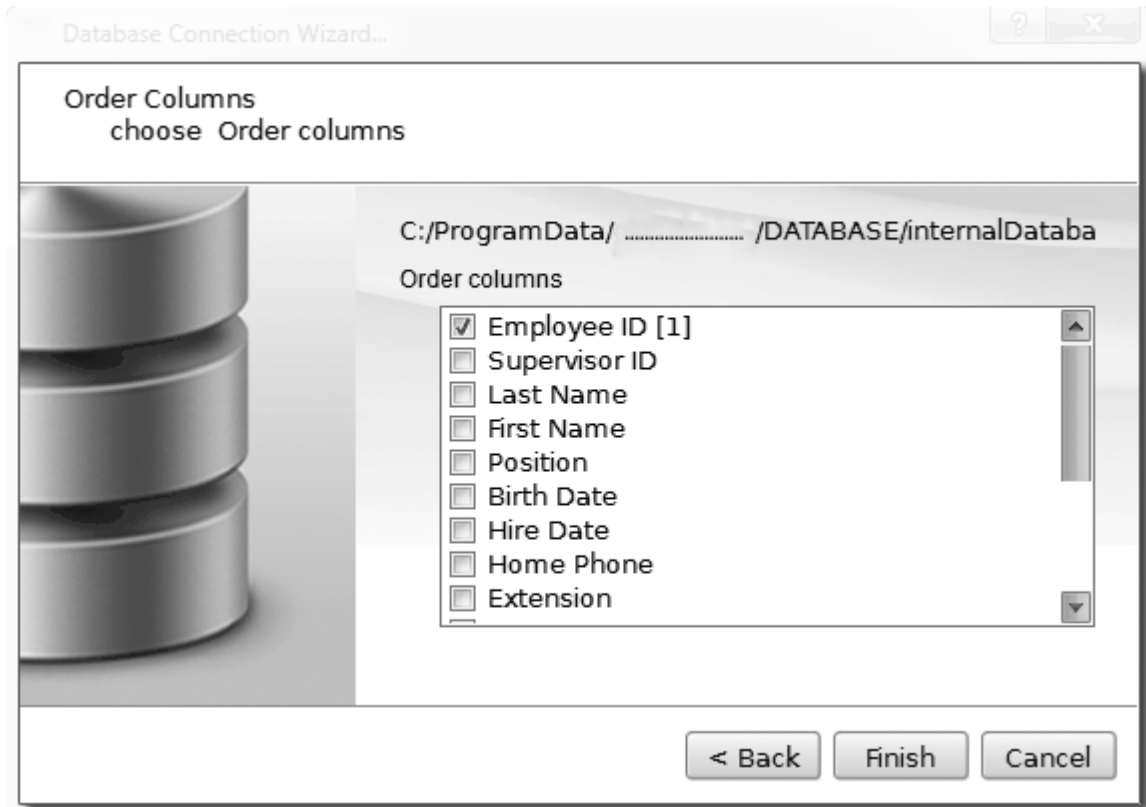 Database Connection Wizard...
Order Columns
choose Order columns
C:/ProgramData/ ........................ /DATABASE/internalDataba
Order columns
Employee ID [1]
Supervisor ID
Last Name
First Name
Position
Birth Date
Hire Date
Home Phone
Extension
< Back Finish Cancel